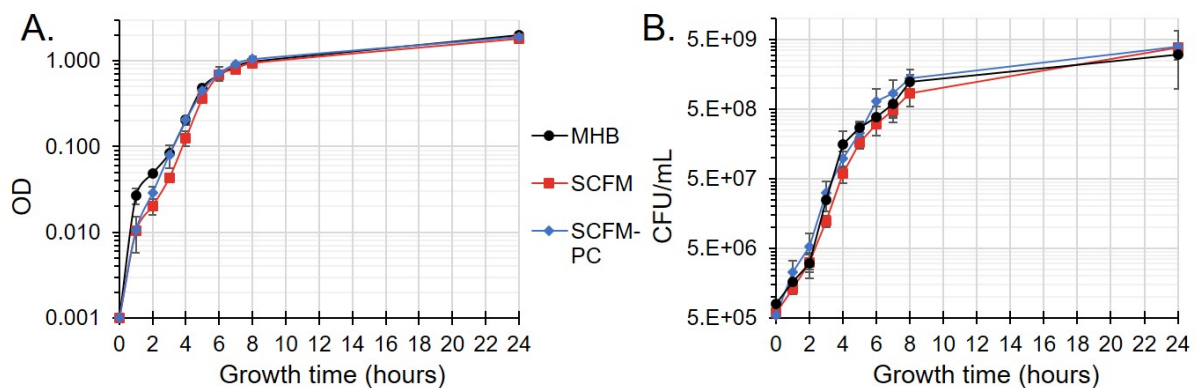 A.
1.000
0.100
0.010
0.001
OD
0 2 4 6 8 10 12 14 16 18 20 22 24
Growth time (hours)
MHB
SCFM
SCFM-
PC
B.
5.E+09
5.E+08
5.E+07
5.E+06
5.E+05
CFU/mL
0 2 4 6 8 10 12 14 16 18 20 22 24
Growth time (hours)